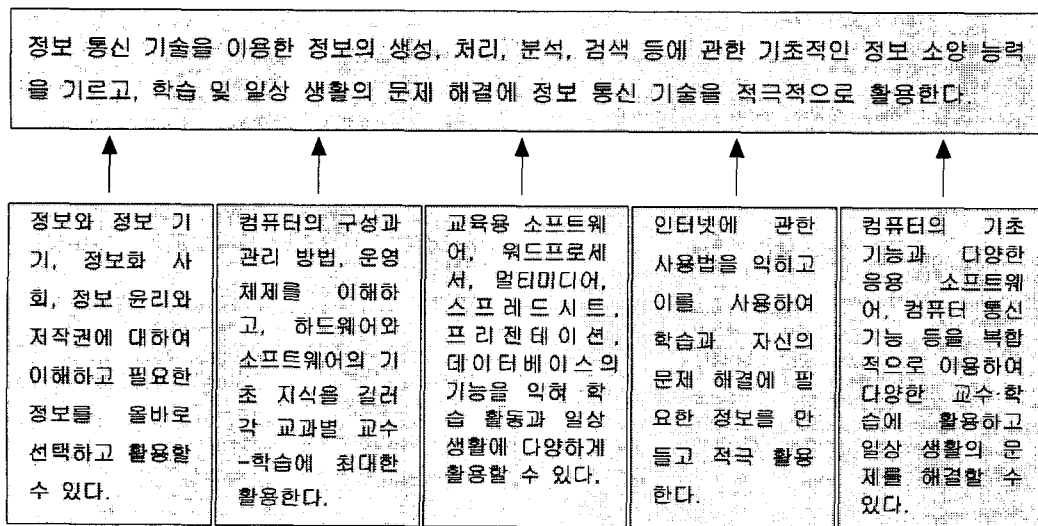 정보 통신 기술을 이용한 정보의 생성, 처리, 분석, 검색 등에 관한 기초적인 정보 소양 능력
을 기르고, 학습 및 일상 생활의 문제 해결에 정보 통신 기술을 적극적으로 활용한다.
정보와 정보 기
기, 정보화 사
회, 정보 윤리와
저작권에 대하여
이해하고 필요한
정보를 올바로
선택하고 활용할
수 있다.
컴퓨터의 구성과
관리 방법, 운영
체제를 이해하
고, 하드웨어와
소프트웨어의 기
초 지식을 길러
각 교과별 교수
-학습에 최대한
활용한다.
교육용 소프트웨
어, 워드프로세
서, 멀티미디어,
스프레드시트,
프리젠테이션,
데이터베이스의
기능을 익혀 학
습 활동과 일상
생활에 다양하게
활용할 수 있다.
인터넷에 관한
사용법을 익히고
이를 사용하여
학습과 자신의
문제 해결에 필
요한 정보를 만
들고 적극 활용
한다.
컴퓨터의 기초
기능과 다양한
응용 소프트웨
어, 컴퓨터 통신
기능 등을 복합
적으로 이용하여
다양한 교수·학
습에 활용하고
일상 생활의 문
제를 해결할 수
있다.